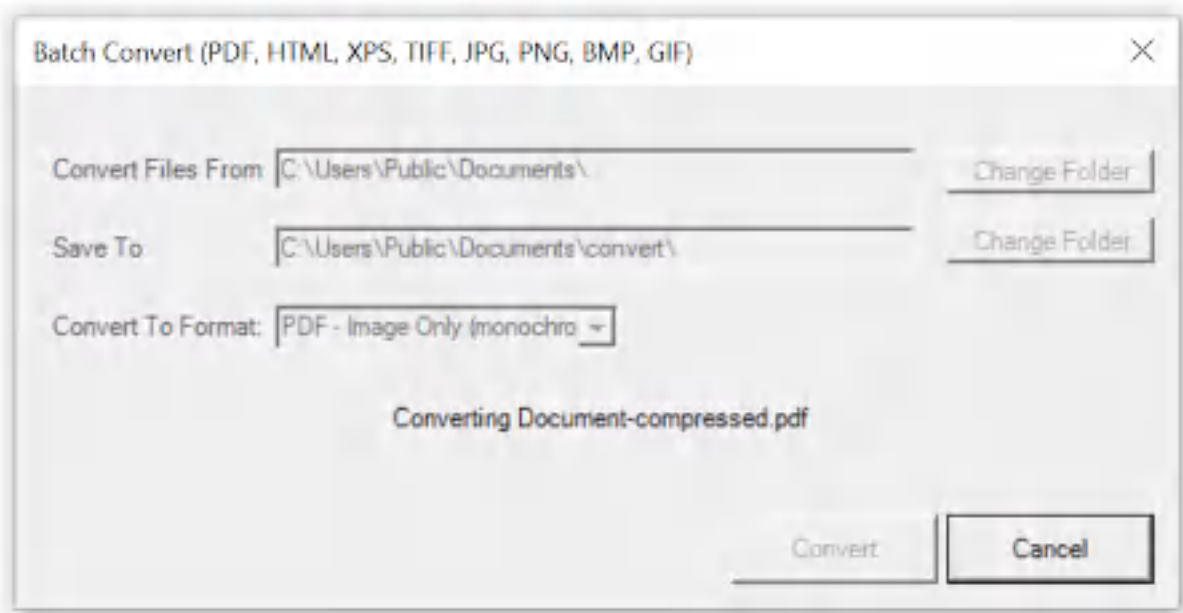 Batch Convert (PDF, HTML, XPS, TIFF, JPG, PNG, BMP, GIF)
Convert Files From C:\Users\Public\Documents\ Change Folder
Save To C:\Users\Public\Documents\convert\ Change Folder
Convert To Format: PDF - Image Only (monochro
Converting Document-compressed.pdf
Convert Cancel